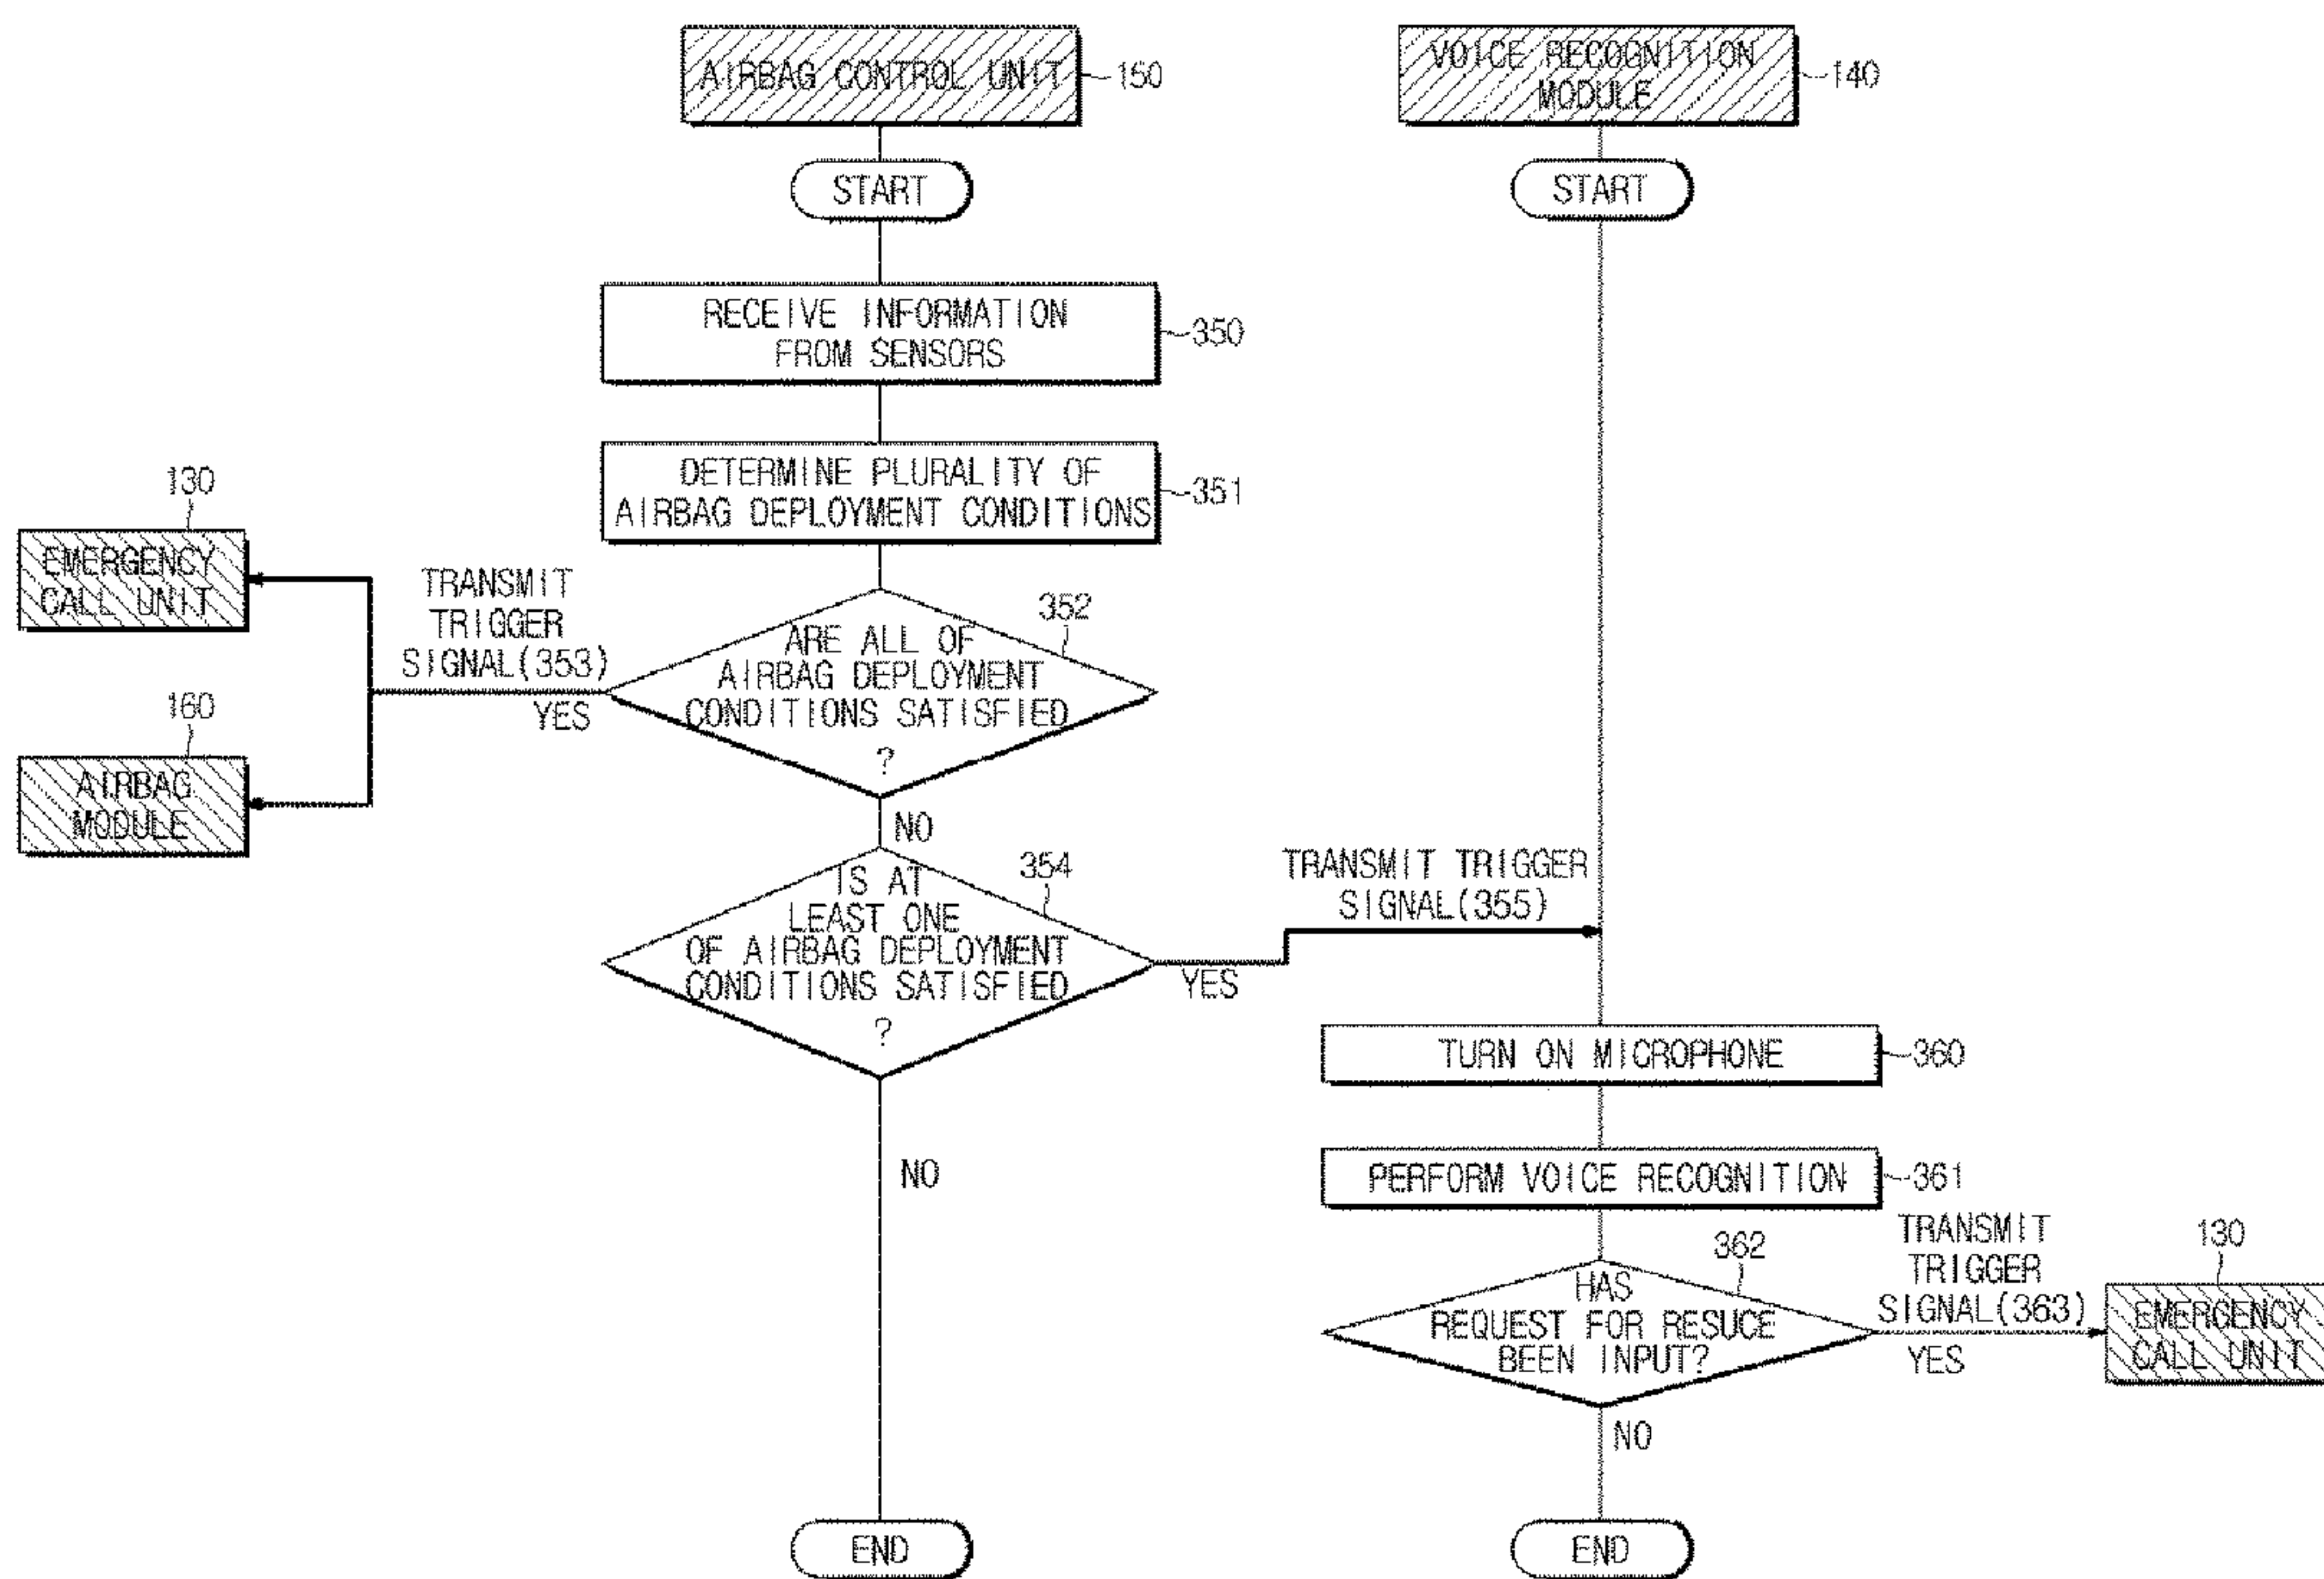 AIRBAG CONTROL UNIT
150
VOICE RECOGNITION
MODULE
140
START
START
RECEIVE INFORMATION
FROM SENSORS
350
DETERMINE PLURALITY OF
AIRBAG DEPLOYMENT CONDITIONS
351
130
EMERGENCY
CALL UNIT
TRANSMIT
TRIGGER
SIGNAL(353)
YES
160
AIRBAG
MODULE
352
ARE ALL OF
AIRBAG DEPLOYMENT
CONDITIONS SATISFIED
?
NO
354
IS AT
LEAST ONE
OF AIRBAG DEPLOYMENT
CONDITIONS SATISFIED
?
YES
TRANSMIT TRIGGER
SIGNAL(355)
NO
TURN ON MICROPHONE
360
PERFORM VOICE RECOGNITION
361
362
HAS
REQUEST FOR RESUCE
BEEN INPUT?
TRANSMIT
TRIGGER
SIGNAL(363)
YES
130
EMERGENCY
CALL UNIT
NO
END
END